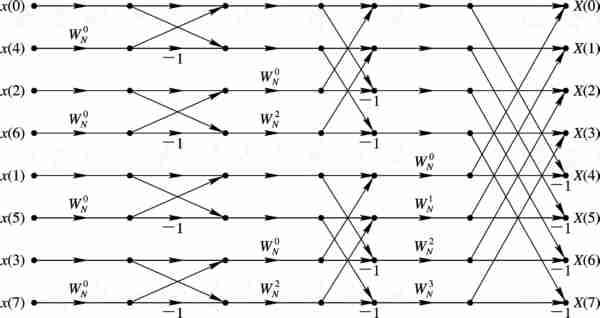 x(0) X(0)
x(4) W_N^0 −1 X(1)
x(2) W_N^0 −1 X(2)
x(6) W_N^0 −1 W_N^2 −1 X(3)
x(1) W_N^0 −1 X(4)
x(5) W_N^0 −1 W_N^1 −1 X(5)
x(3) W_N^0 −1 W_N^2 −1 X(6)
x(7) W_N^0 −1 W_N^2 −1 W_N^3 −1 X(7)